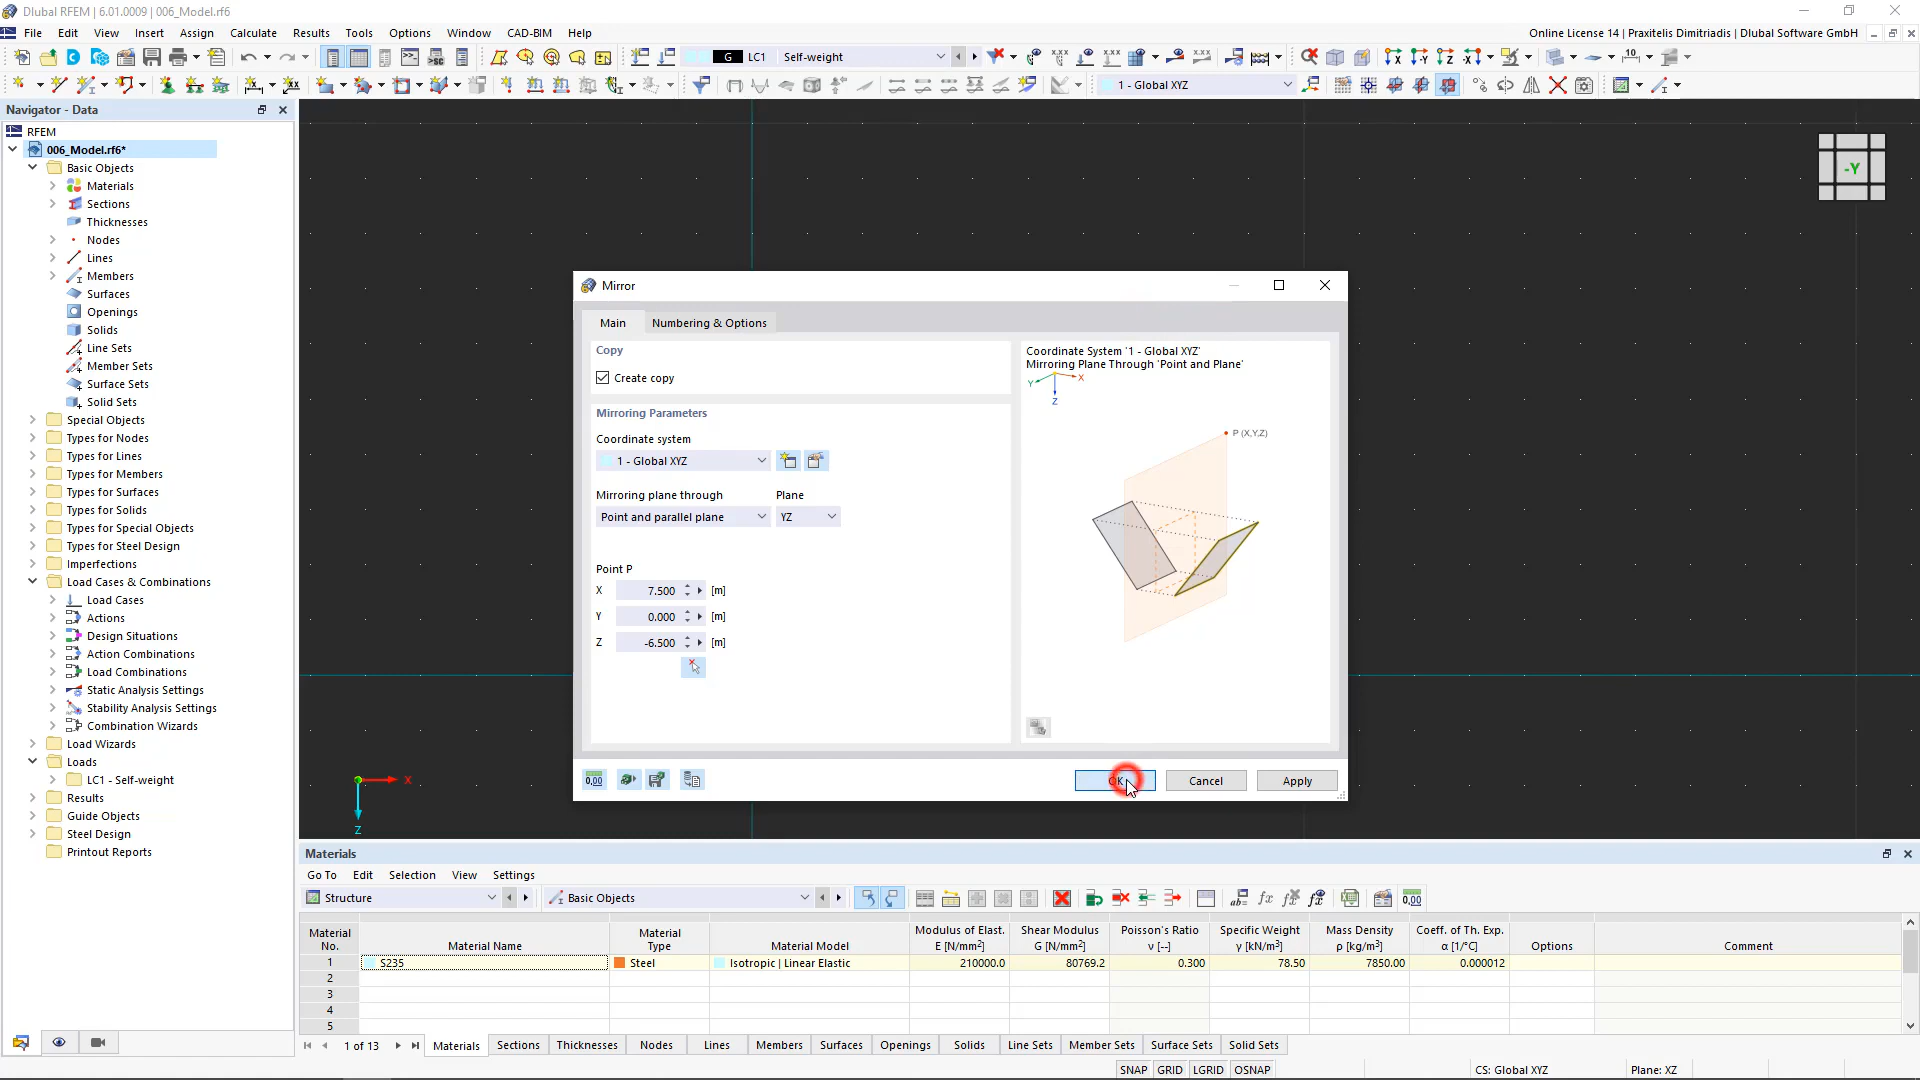 Dlubal RFEM | 6.01.0009 | 006_Model.rf6
File Edit View Insert Assign Calculate Results Tools Options Window CAD-BIM Help
Online License 14 | Praxitelis Dimitriadis | Dlubal Software GmbH
G LC1 Self-weight
1 - Global XYZ
Navigator - Data
RFEM
006_Model.rf6*
Basic Objects
Materials
Sections
Thicknesses
Nodes
Lines
Members
Surfaces
Openings
Solids
Line Sets
Member Sets
Surface Sets
Solid Sets
Special Objects
Types for Nodes
Types for Lines
Types for Members
Types for Surfaces
Types for Solids
Types for Special Objects
Types for Steel Design
Imperfections
Load Cases & Combinations
Load Cases
Actions
Design Situations
Action Combinations
Load Combinations
Static Analysis Settings
Stability Analysis Settings
Combination Wizards
Load Wizards
Loads
LC1 - Self-weight
Results
Guide Objects
Steel Design
Printout Reports
-Y
X
Z
Mirror
Main Numbering & Options
Copy
Create copy
Mirroring Parameters
Coordinate system
1 - Global XYZ
Mirroring plane through Plane
Point and parallel plane YZ
Point P
X 7.500 [m]
Y 0.000 [m]
Z -6.500 [m]
Coordinate System '1 - Global XYZ'
Mirroring Plane Through 'Point and Plane'
Y X
Z
P (X,Y,Z)
0,00
OK Cancel Apply
Materials
Go To Edit Selection View Settings
Structure Basic Objects
Material No. Material Name Material Type Material Model Modulus of Elast. E [N/mm²] Shear Modulus G [N/mm²] Poisson's Ratio ν [--] Specific Weight γ [kN/m³] Mass Density ρ [kg/m³] Coeff. of Th. Exp. α [1/°C] Options Comment
1 S235 Steel Isotropic | Linear Elastic 210000.0 80769.2 0.300 78.50 7850.00 0.000012
2
3
4
5
1 of 13 Materials Sections Thicknesses Nodes Lines Members Surfaces Openings Solids Line Sets Member Sets Surface Sets Solid Sets
SNAP GRID LGRID OSNAP CS: Global XYZ Plane: XZ